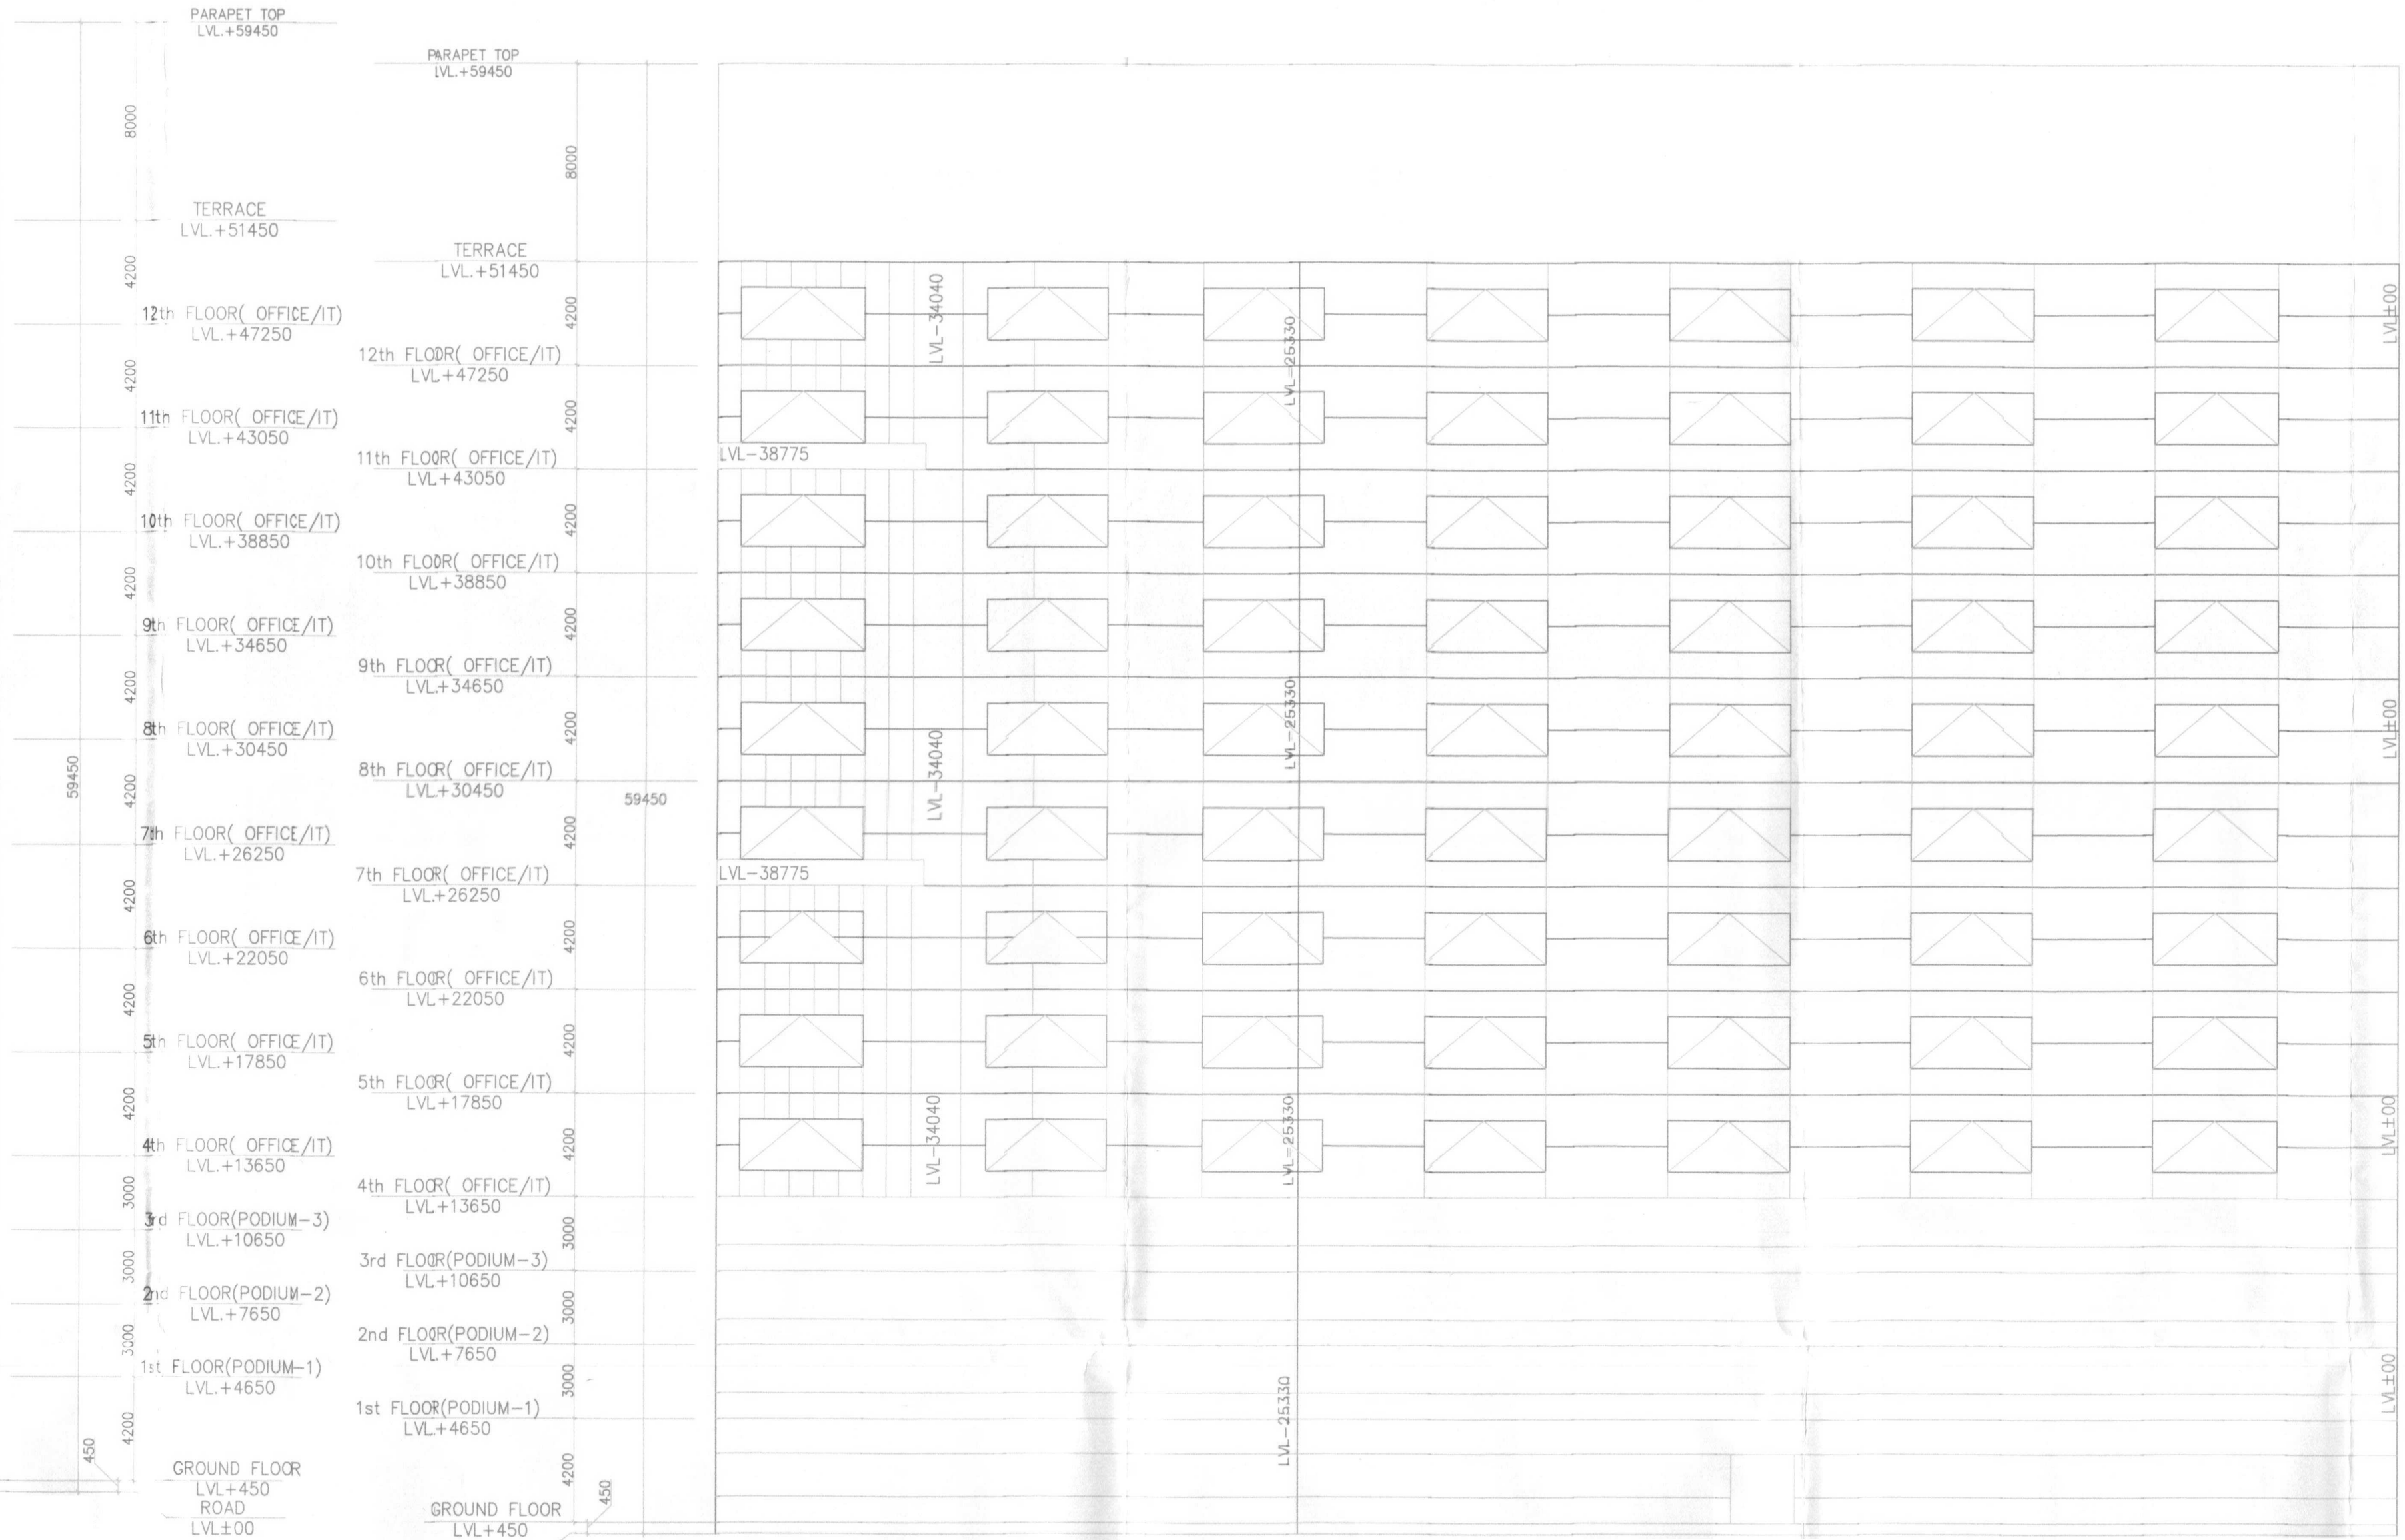 PARAPET TOP
LVL.+59450
8000
TERRACE
LVL.+51450
4200
12th FLOOR( OFFICE/IT)
LVL.+47250
4200
11th FLOOR( OFFICE/IT)
LVL.+43050
4200
10th FLOOR( OFFICE/IT)
LVL.+38850
4200
9th FLOOR( OFFICE/IT)
LVL.+34650
4200
8th FLOOR( OFFICE/IT)
LVL.+30450
59450
4200
7th FLOOR( OFFICE/IT)
LVL.+26250
4200
6th FLOOR( OFFICE/IT)
LVL.+22050
4200
5th FLOOR( OFFICE/IT)
LVL.+17850
4200
4th FLOOR( OFFICE/IT)
LVL.+13650
3000
3rd FLOOR(PODIUM-3)
LVL.+10650
3000
2nd FLOOR(PODIUM-2)
LVL.+7650
3000
1st FLOOR(PODIUM-1)
LVL.+4650
4200
450
GROUND FLOOR
LVL+450
ROAD
LVL±00
PARAPET TOP
LVL.+59450
8000
TERRACE
LVL.+51450
4200
12th FLOOR( OFFICE/IT)
LVL+47250
4200
11th FLOOR( OFFICE/IT)
LVL+43050
4200
10th FLOOR( OFFICE/IT)
LVL+38850
4200
9th FLOOR( OFFICE/IT)
LVL.+34650
4200
8th FLOOR( OFFICE/IT)
LVL+30450
59450
4200
7th FLOOR( OFFICE/IT)
LVL.+26250
4200
6th FLOOR( OFFICE/IT)
LVL+22050
4200
5th FLOOR( OFFICE/IT)
LVL+17850
4200
4th FLOOR( OFFICE/IT)
LVL+13650
3000
3rd FLOOR(PODIUM-3)
LVL+10650
3000
2nd FLOOR(PODIUM-2)
LVL+7650
3000
1st FLOOR(PODIUM-1)
LVL+4650
4200
450
GROUND FLOOR
LVL+450
LVL-34040
LVL-25330
LVL±00
LVL-38775
LVL-34040
LVL-25330
LVL±00
LVL-38775
LVL-34040
LVL-25330
LVL±00
LVL-25330
LVL±00